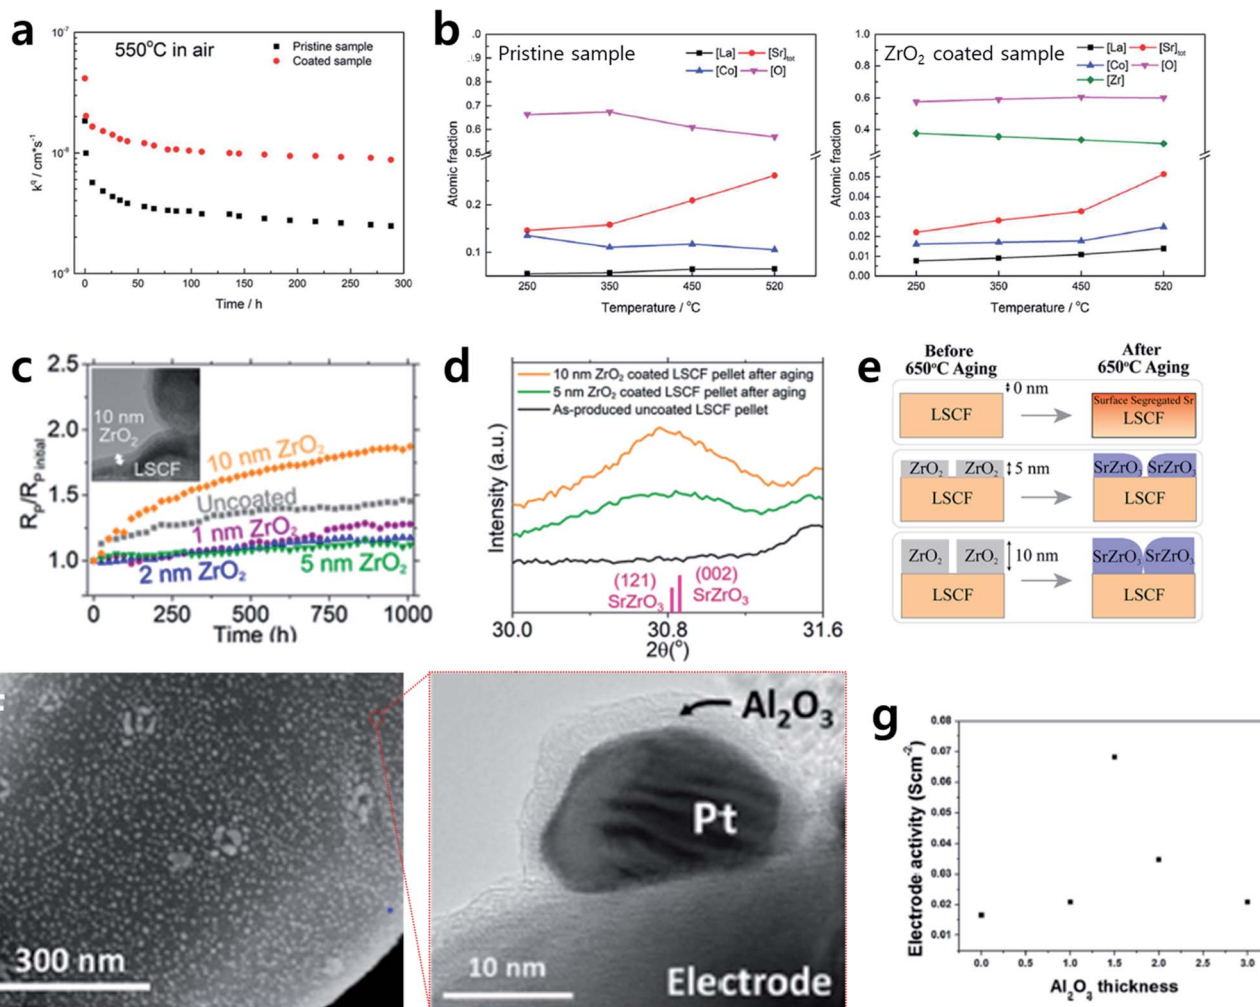 a
10⁻⁷
550°C in air
Pristine sample
Coated sample
10⁻⁸
10⁻⁹
k^q / cm*s⁻¹
0 50 100 150 200 250 300
Time / h
b
Pristine sample
[La] [Sr]tot
[Co] [O]
.0
.9
0.8
0.7
0.6
0.5
0.2
0.1
Atomic fraction
250 350 450 520
Temperature / °C
ZrO₂ coated sample
[La] [Sr]tot
[Co] [O]
[Zr]
1.0
0.8
0.6
0.4
0.05
0.04
0.03
0.02
0.01
0.00
Atomic fraction
250 350 450 520
Temperature / °C
c
2.5
2.0
1.5
1.0
Rₚ/Rₚ initial
10 nm
ZrO₂
LSCF
10 nm ZrO₂
Uncoated
1 nm ZrO₂
2 nm ZrO₂
5 nm ZrO₂
0 250 500 750 1000
Time (h)
d
10 nm ZrO₂ coated LSCF pellet after aging
5 nm ZrO₂ coated LSCF pellet after aging
As-produced uncoated LSCF pellet
Intensity (a.u.)
(121)
SrZrO₃
(002)
SrZrO₃
30.0 30.8 31.6
2θ(°)
e
Before
650°C Aging
After
650°C Aging
0 nm
LSCF
Surface Segregated Sr
LSCF
ZrO₂ ZrO₂
5 nm
LSCF
SrZrO₃ SrZrO₃
LSCF
ZrO₂ ZrO₂
10 nm
LSCF
SrZrO₃ SrZrO₃
LSCF
300 nm
Al₂O₃
Pt
10 nm
Electrode
g
0.08
0.07
0.06
0.05
0.04
0.03
0.02
0.01
Electrode activity (Scm⁻²)
0.0 0.5 1.0 1.5 2.0 2.5 3.0
Al₂O₃ thickness